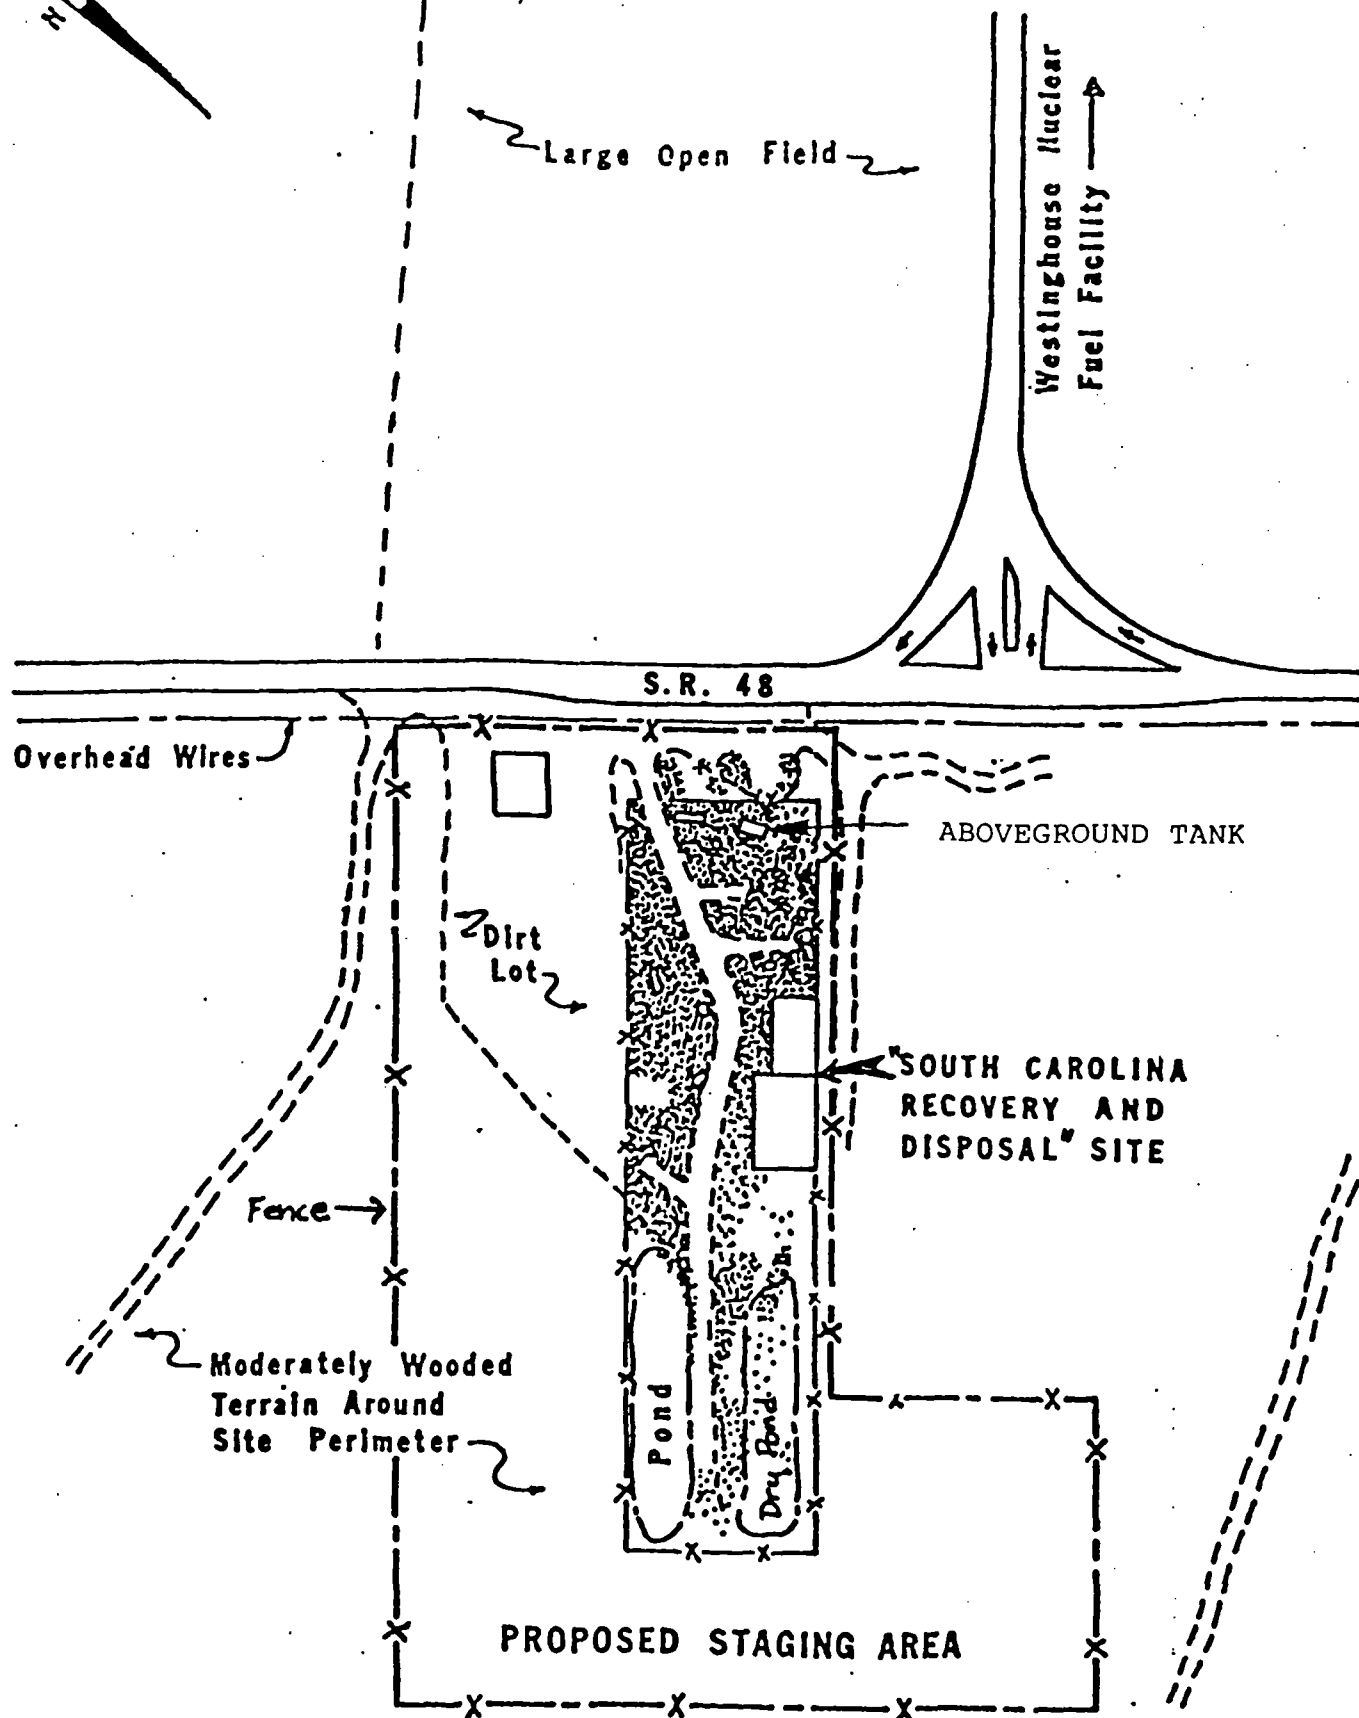 N
Large Open Field
Westinghouse Nuclear
Fuel Facility
S.R. 48
Overhead Wires
ABOVEGROUND TANK
Dirt
Lot
"SOUTH CAROLINA
RECOVERY AND
DISPOSAL" SITE
Fence
Moderately Wooded
Terrain Around
Site Perimeter
Pond
Dry Pond
PROPOSED STAGING AREA